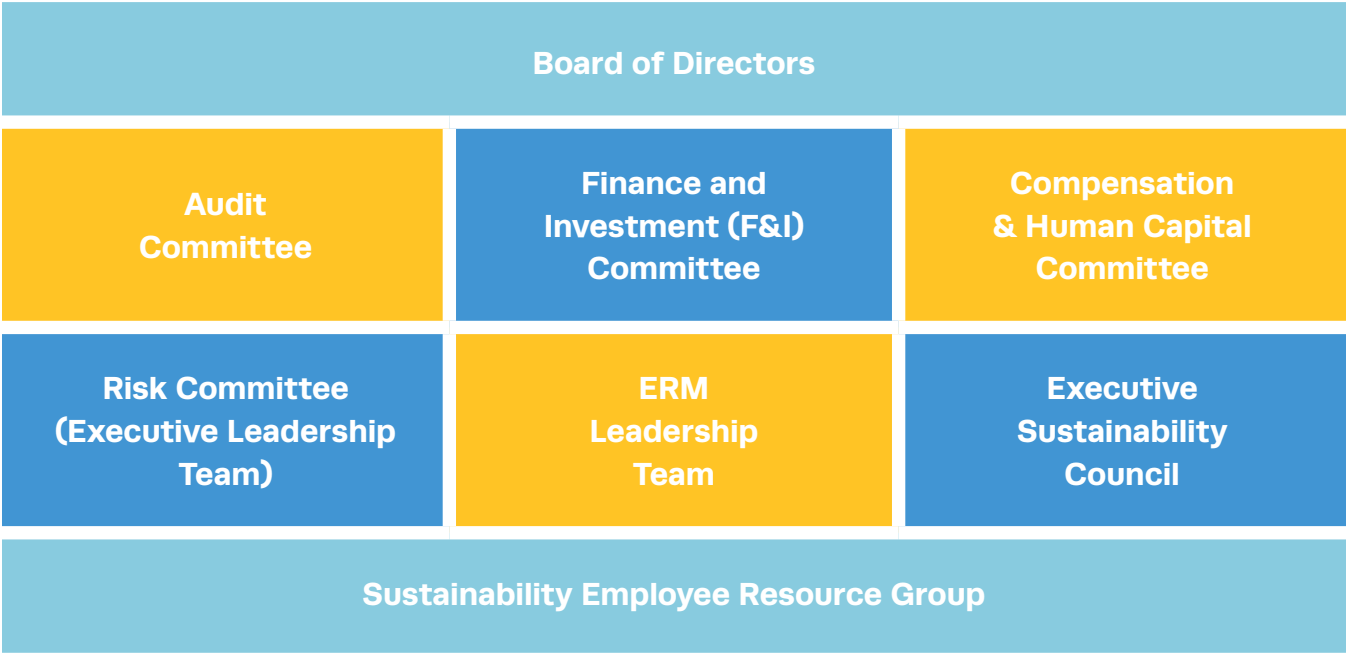 Board of Directors
Audit
Committee
Finance and
Investment (F&I)
Committee
Compensation
& Human Capital
Committee
Risk Committee
(Executive Leadership
Team)
ERM
Leadership
Team
Executive
Sustainability
Council
Sustainability Employee Resource Group